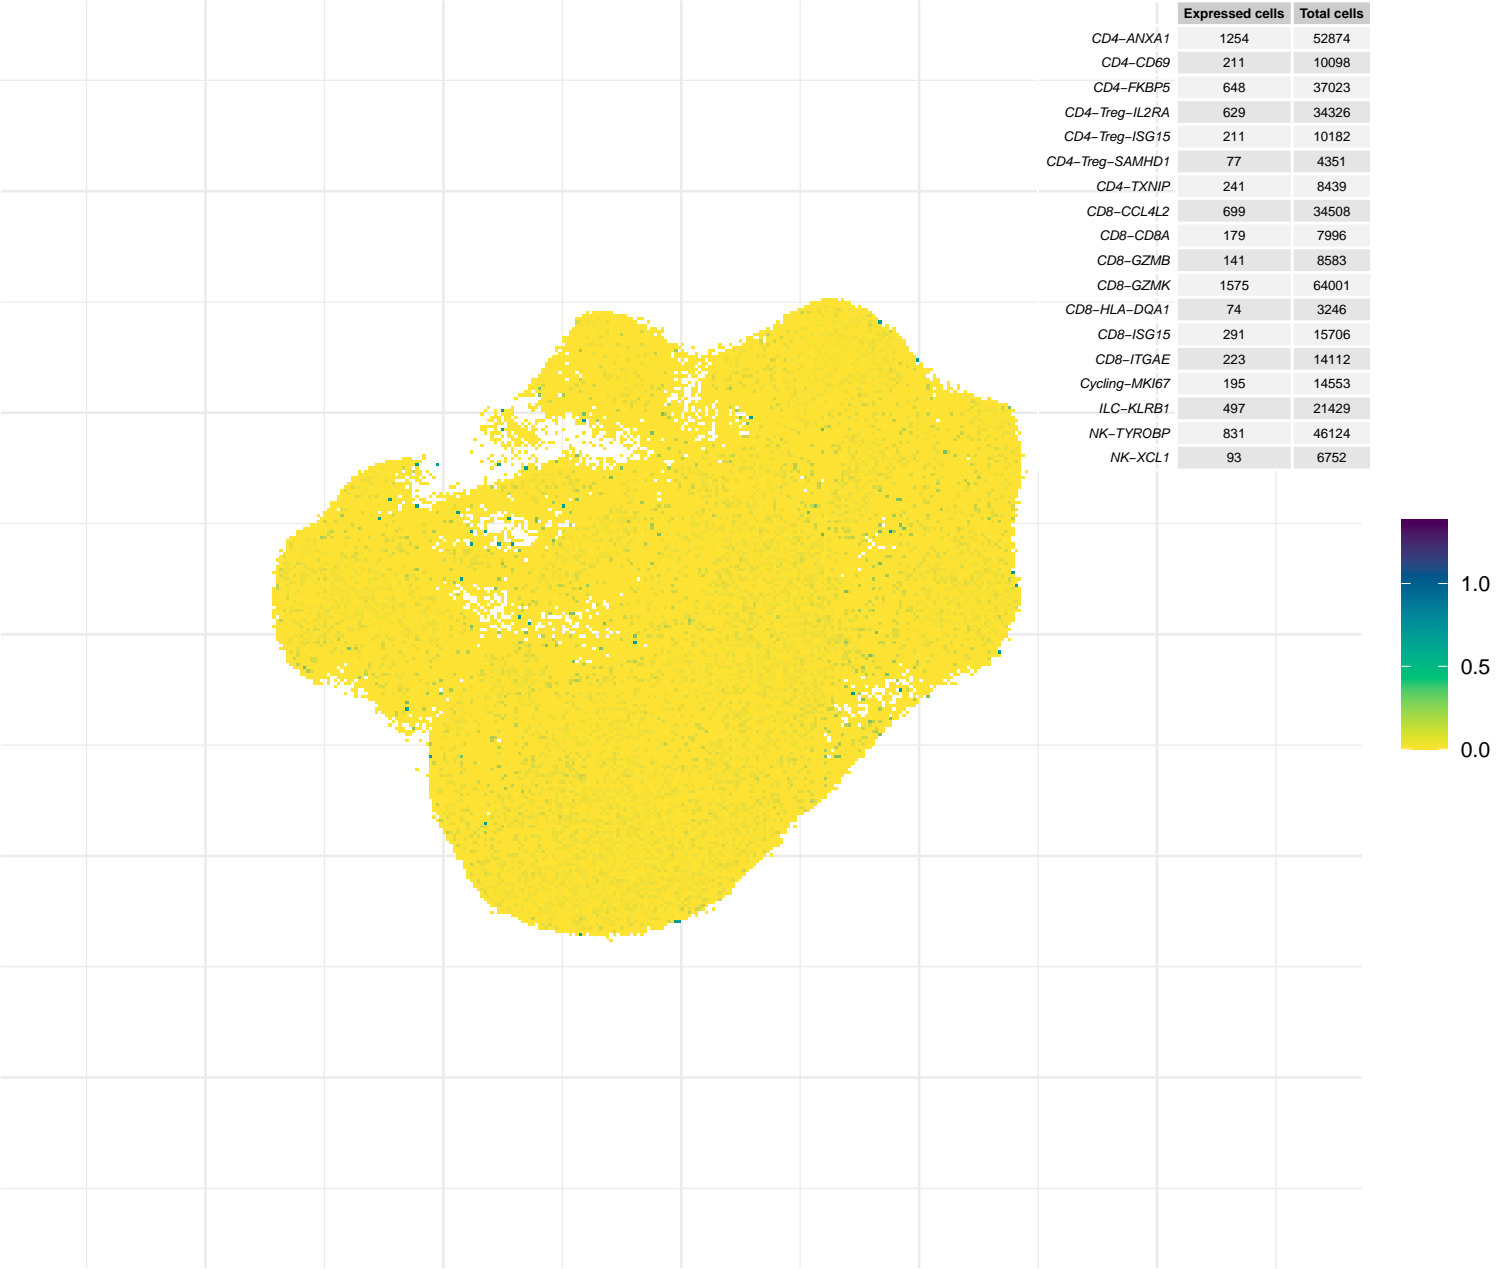 Expressed cells Total cells
CD4−ANXA1 1254 52874
CD4−CD69 211 10098
CD4−FKBP5 648 37023
CD4−Treg−IL2RA 629 34326
CD4−Treg−ISG15 211 10182
CD4−Treg−SAMHD1 77 4351
CD4−TXNIP 241 8439
CD8−CCL4L2 699 34508
CD8−CD8A 179 7996
CD8−GZMB 141 8583
CD8−GZMK 1575 64001
CD8−HLA−DQA1 74 3246
CD8−ISG15 291 15706
CD8−ITGAE 223 14112
Cycling−MKI67 195 14553
ILC−KLRB1 497 21429
NK−TYROBP 831 46124
NK−XCL1 93 6752
1.0
0.5
0.0